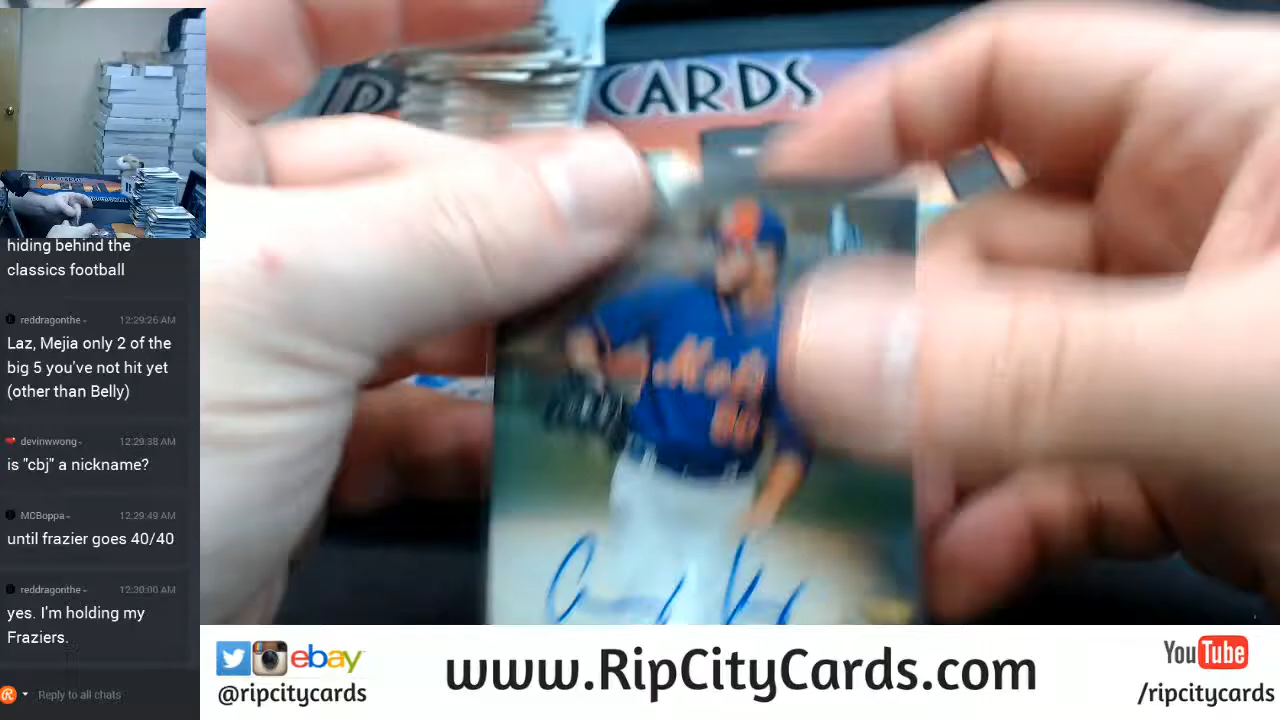 CARDS
hiding behind the
classics football
reddragonthe
12:29:26 AM
Laz, Mejia only 2 of the
big 5 you've not hit yet
(other than Belly)
devinwwong
12:29:38 AM
is "cbj" a nickname?
MCBoppa
12:29:49 AM
until frazier goes 40/40
reddragonthe
12:30:00 AM
yes. I'm holding my
Fraziers.
Reply to all chats
ebay
@ripcitycards
www.RipCityCards.com
YouTube
/ripcitycards